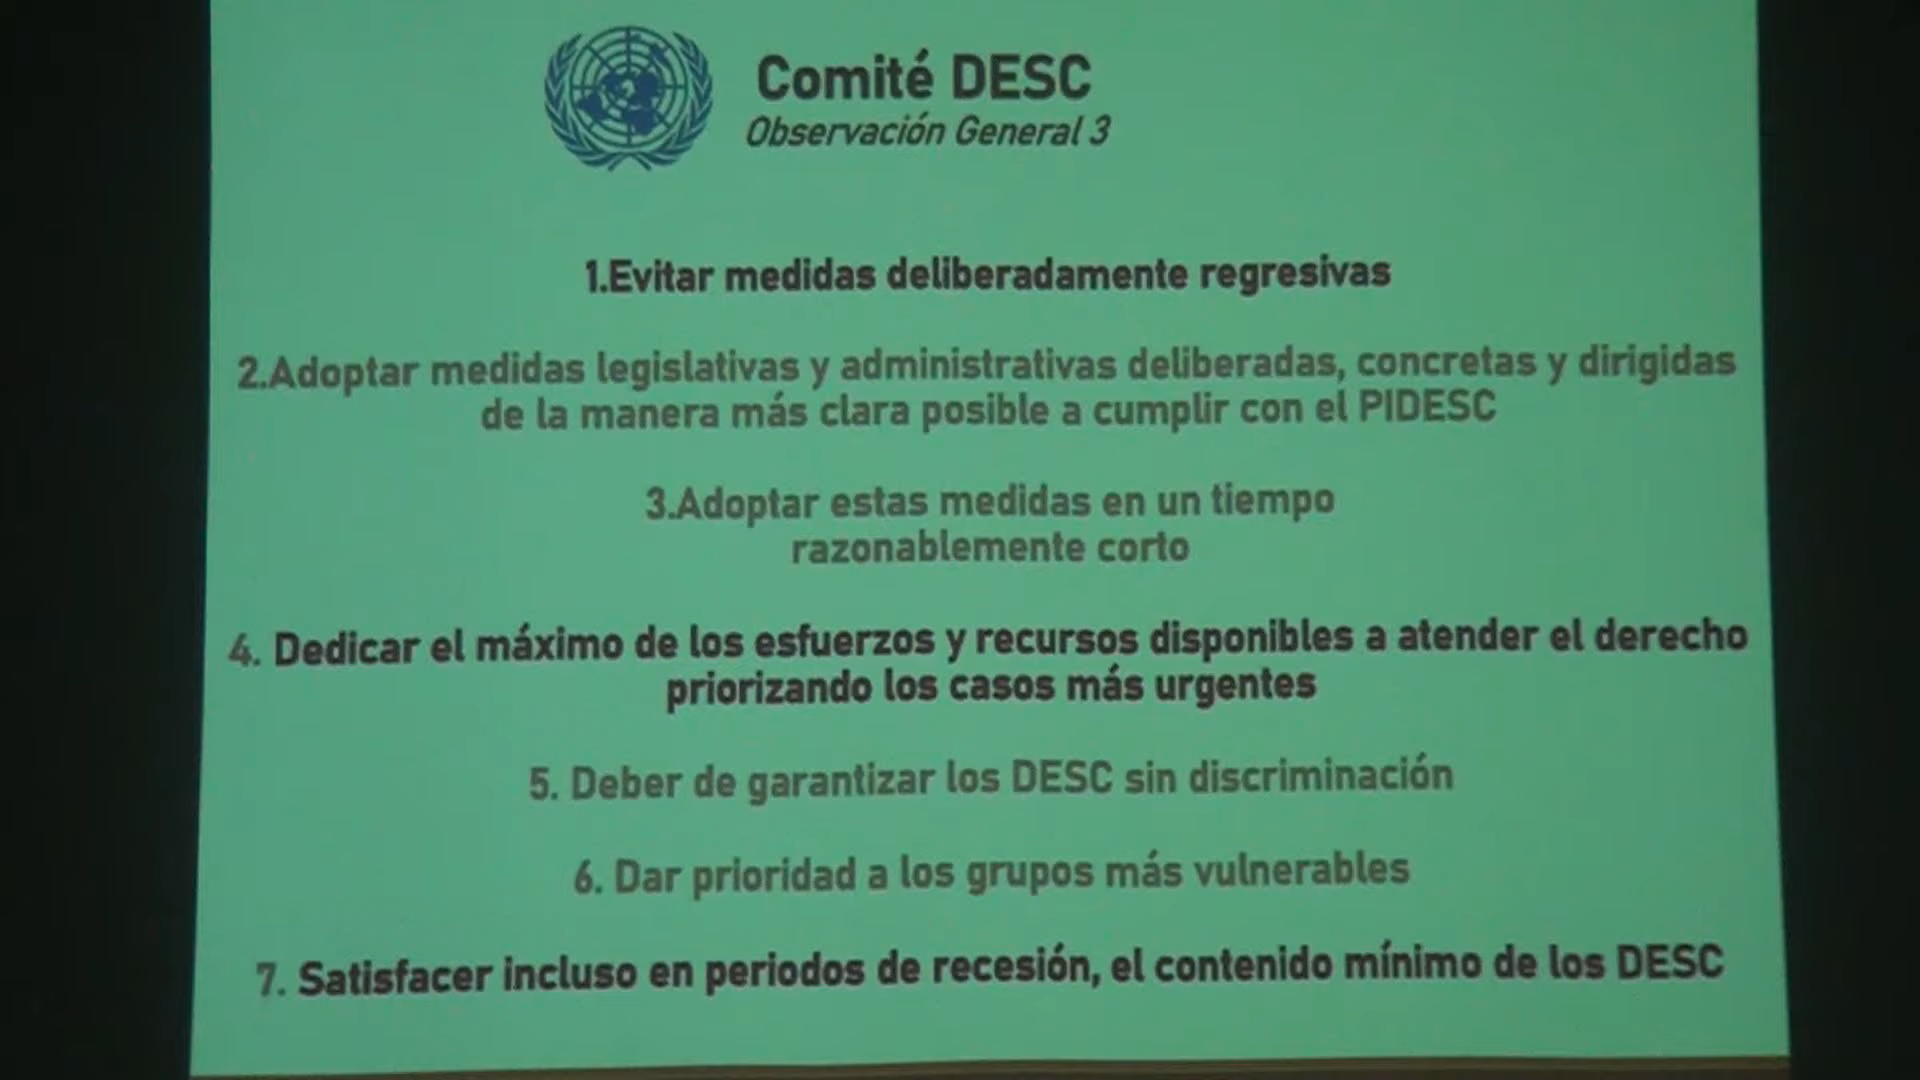 Comité DESC
Observación General 3
1.Evitar medidas deliberadamente regresivas
2.Adoptar medidas legislativas y administrativas deliberadas, concretas y dirigidas
de la manera más clara posible a cumplir con el PIDESC
3.Adoptar estas medidas en un tiempo
razonablemente corto
4. Dedicar el máximo de los esfuerzos y recursos disponibles a atender el derecho
priorizando los casos más urgentes
5. Deber de garantizar los DESC sin discriminación
6. Dar prioridad a los grupos más vulnerables
7. Satisfacer incluso en periodos de recesión, el contenido mínimo de los DESC